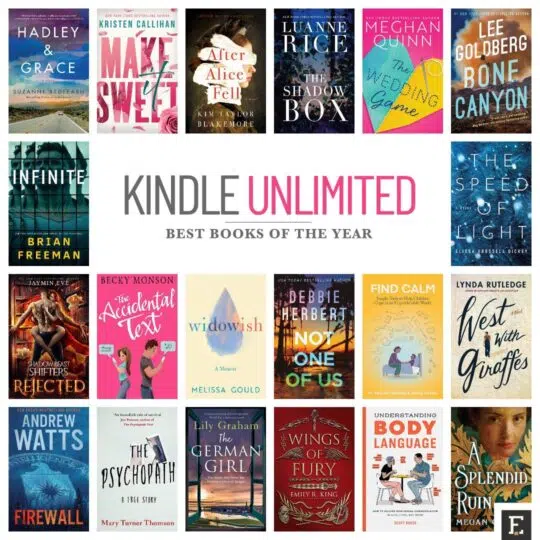 HADLEY
&
GRACE
SUZANNE REDFEARN
KRISTEN CALLIHAN
MAKE
it
SWEET
After
Alice
Fell
KIM TAYLOR
BLAKEMORE
LUANNE
RICE
THE
SHADOW
BOX
MEGHAN
QUINN
The
WEDDING
Game
LEE
GOLDBERG
BONE
CANYON
INFINITE
BRIAN
FREEMAN
KINDLE UNLIMITED
BEST BOOKS OF THE YEAR
THE
SPEED
OF
LIGHT
ELISSA GROSSELL DICKEY
JAYMIN EVE
SHADOW BEAST
SHIFTERS
REJECTED
BECKY MONSON
The
Accidental
Text
widowish
A Memoir
MELISSA GOULD
DEBBIE
HERBERT
NOT
ONE
OF US
FIND CALM
LYNDA RUTLEDGE
West
With
Giraffes
ANDREW
WATTS
FIREWALL
THE
PSYCHOPATH
A TRUE STORY
Mary Turner Thomson
Lily Graham
The
GERMAN
GIRL
WINGS
OF
FURY
EMILY R. KING
UNDERSTANDING
BODY
LANGUAGE
SCOTT ROUSE
A
SPLENDID
RUIN
MEGAN
E